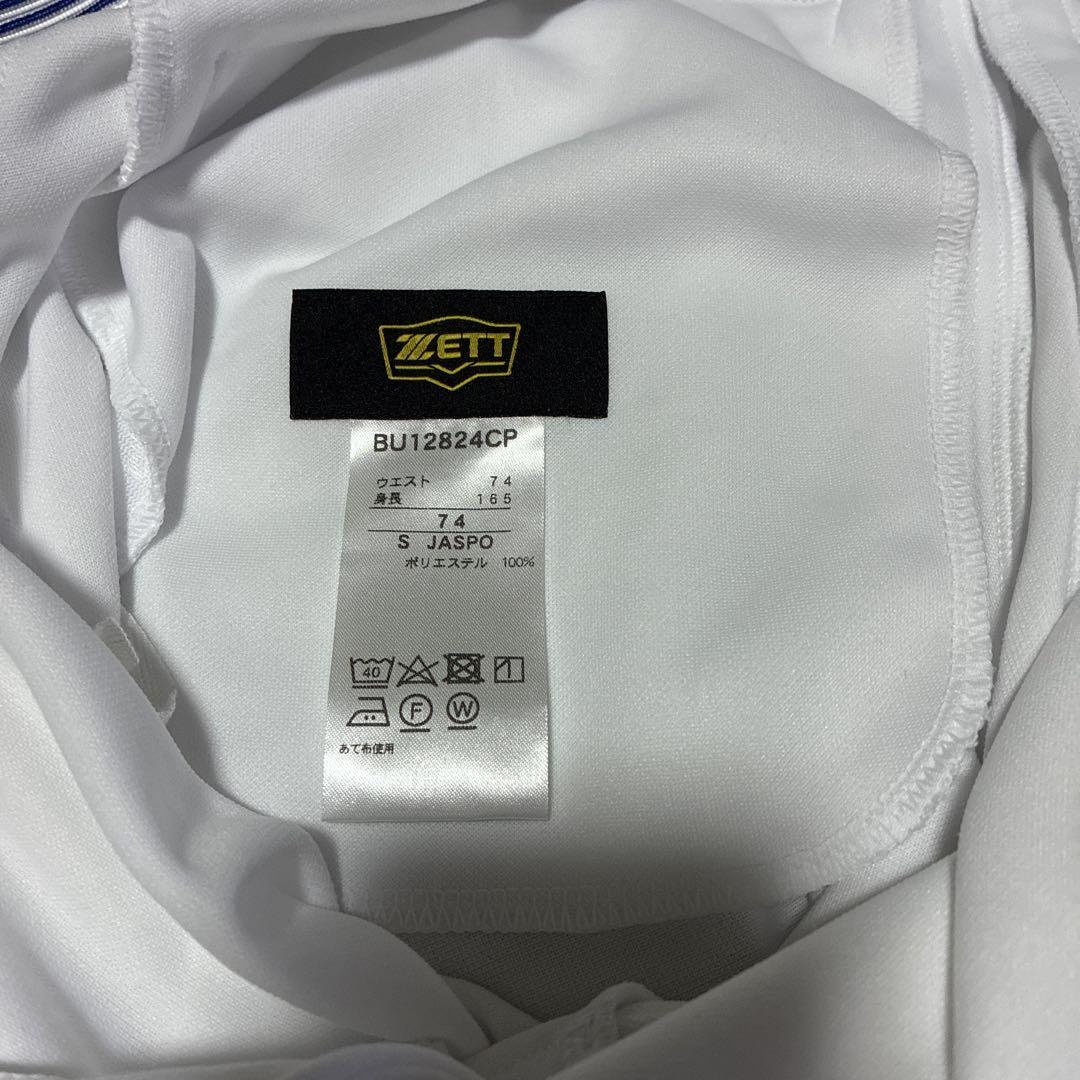 ZETT
BU12824CP
ウエスト 74
身長 165
74
S JASPO
ポリエステル 100%
40
F W
あて布使用